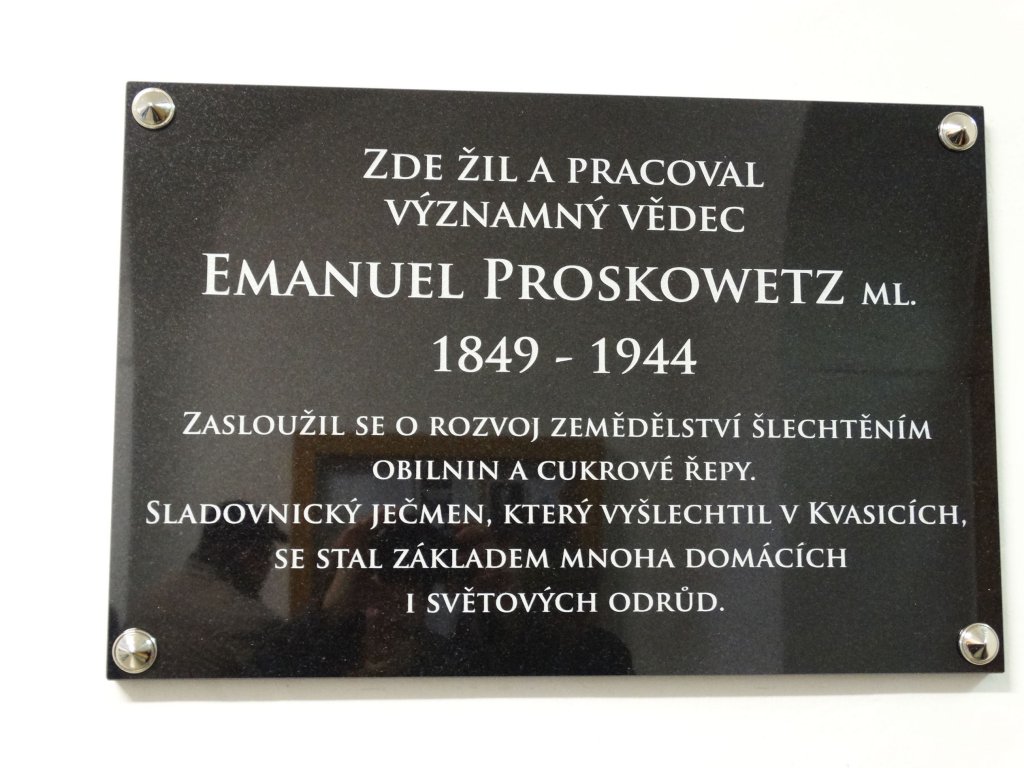 Zde žil a pracoval
významný vědec
Emanuel Proskowetz ml.
1849 - 1944
Zasloužil se o rozvoj zemědělství šlechtěním
obilnin a cukrové řepy.
Sladovnický ječmen, který vyšlechtil v Kvasicích,
se stal základem mnoha domácích
i světových odrůd.